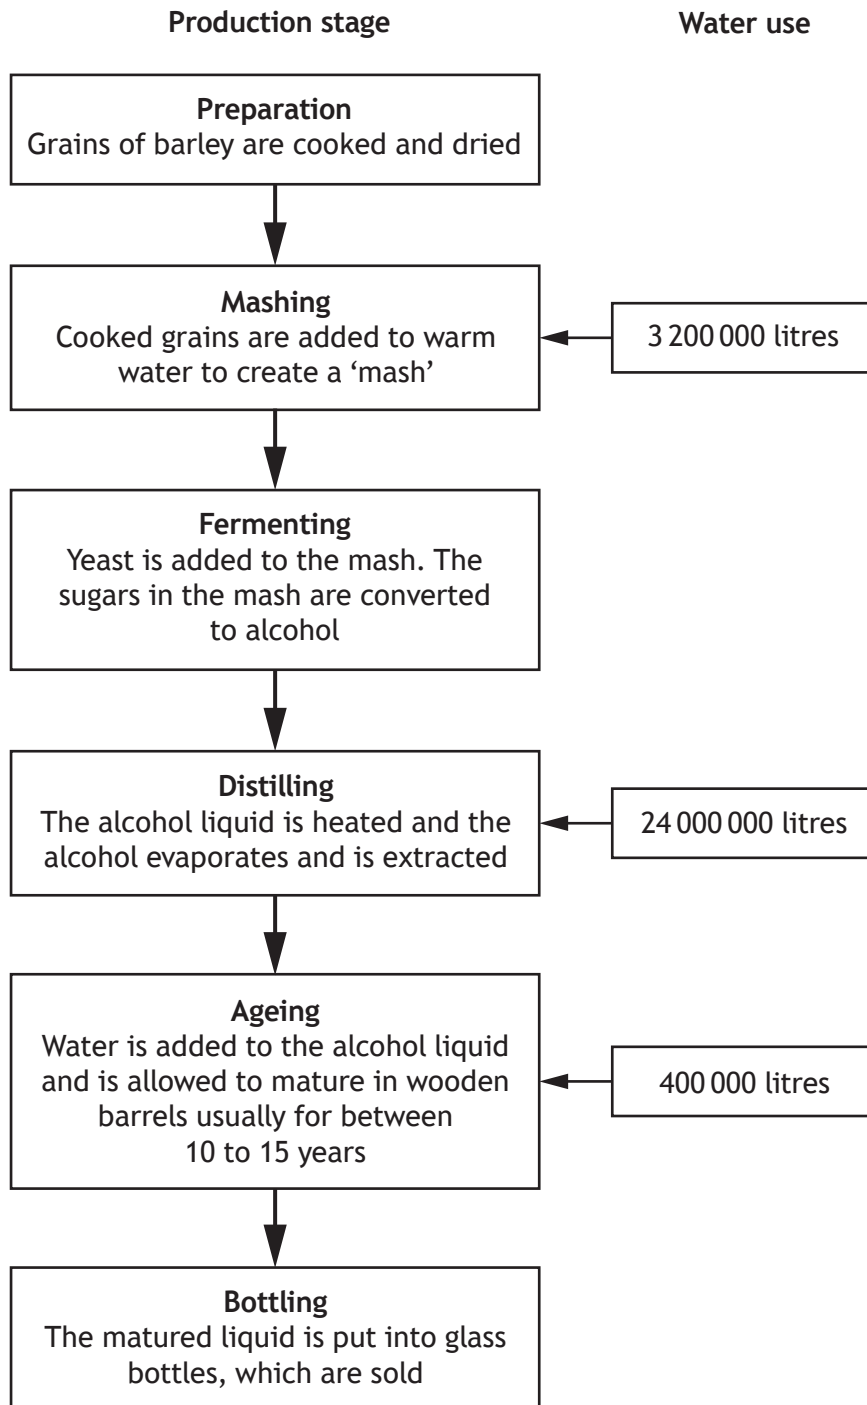 Production stage
Water use
Preparation
Grains of barley are cooked and dried
Mashing
Cooked grains are added to warm
water to create a ‘mash’
3 200 000 litres
Fermenting
Yeast is added to the mash. The
sugars in the mash are converted
to alcohol
Distilling
The alcohol liquid is heated and the
alcohol evaporates and is extracted
24 000 000 litres
Ageing
Water is added to the alcohol liquid
and is allowed to mature in wooden
barrels usually for between
10 to 15 years
400 000 litres
Bottling
The matured liquid is put into glass
bottles, which are sold